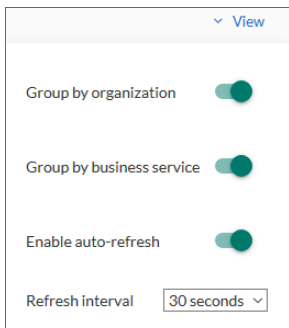 View
Group by organization
Group by business service
Enable auto-refresh
Refresh interval 30 seconds